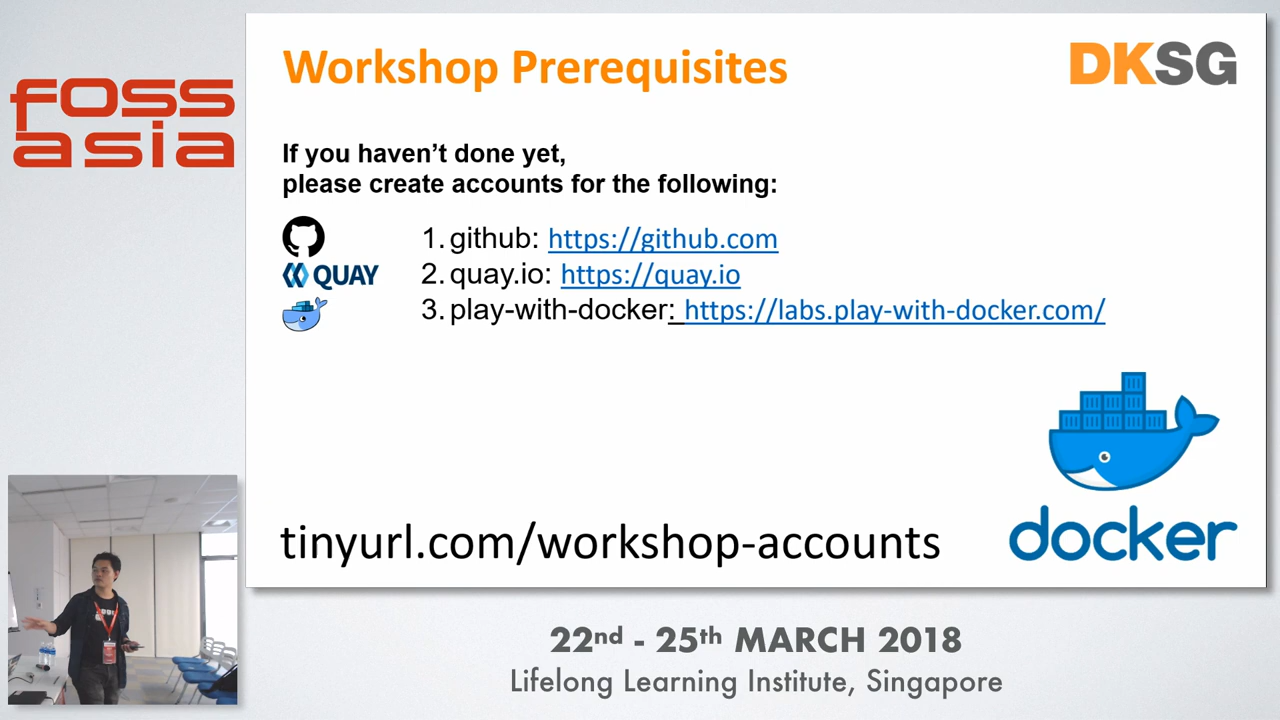 foss
asia
Workshop Prerequisites
DKSG
If you haven't done yet,
please create accounts for the following:
1. github: https://github.com
QUAY
2. quay.io: https://quay.io
3. play-with-docker: https://labs.play-with-docker.com/
docker
tinyurl.com/workshop-accounts
22nd - 25th MARCH 2018
Lifelong Learning Institute, Singapore